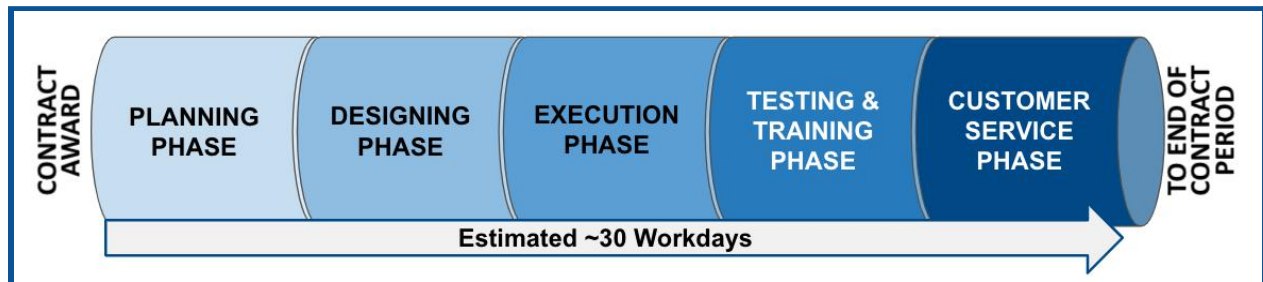 CONTRACT
AWARD
PLANNING
PHASE
DESIGNING
PHASE
EXECUTION
PHASE
TESTING &
TRAINING
PHASE
CUSTOMER
SERVICE
PHASE
TO END OF
CONTRACT
PERIOD
Estimated ~30 Workdays